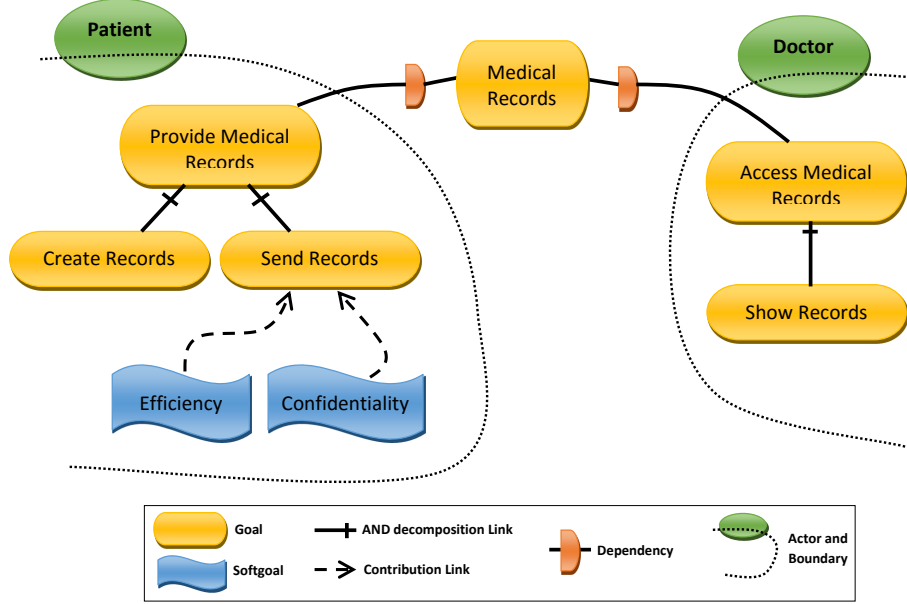 Patient
Doctor
Medical
Records
Provide Medical
Records
Access Medical
Records
Create Records
Send Records
Show Records
Efficiency
Confidentiality
Goal
AND decomposition Link
Dependency
Actor and
Boundary
Softgoal
Contribution Link